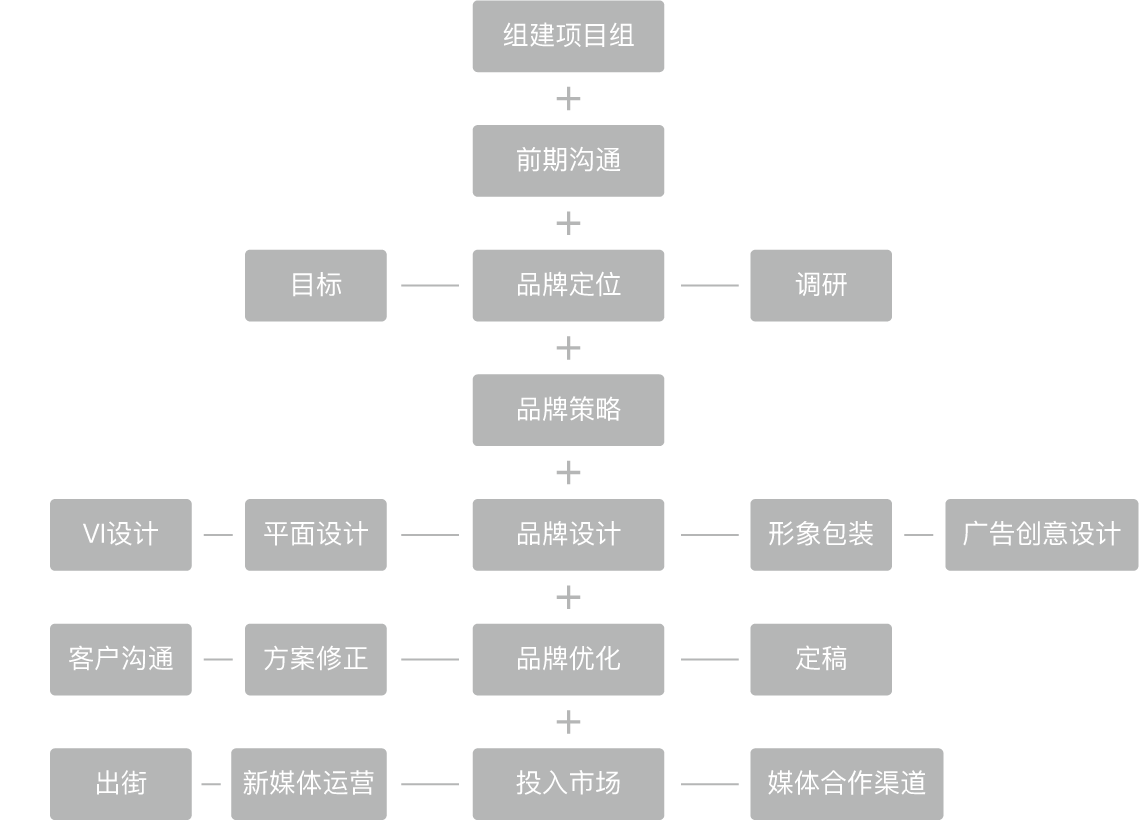 组建项目组
前期沟通
目标
品牌定位
调研
品牌策略
VI设计
平面设计
品牌设计
形象包装
广告创意设计
客户沟通
方案修正
品牌优化
定稿
出街
新媒体运营
投入市场
媒体合作渠道